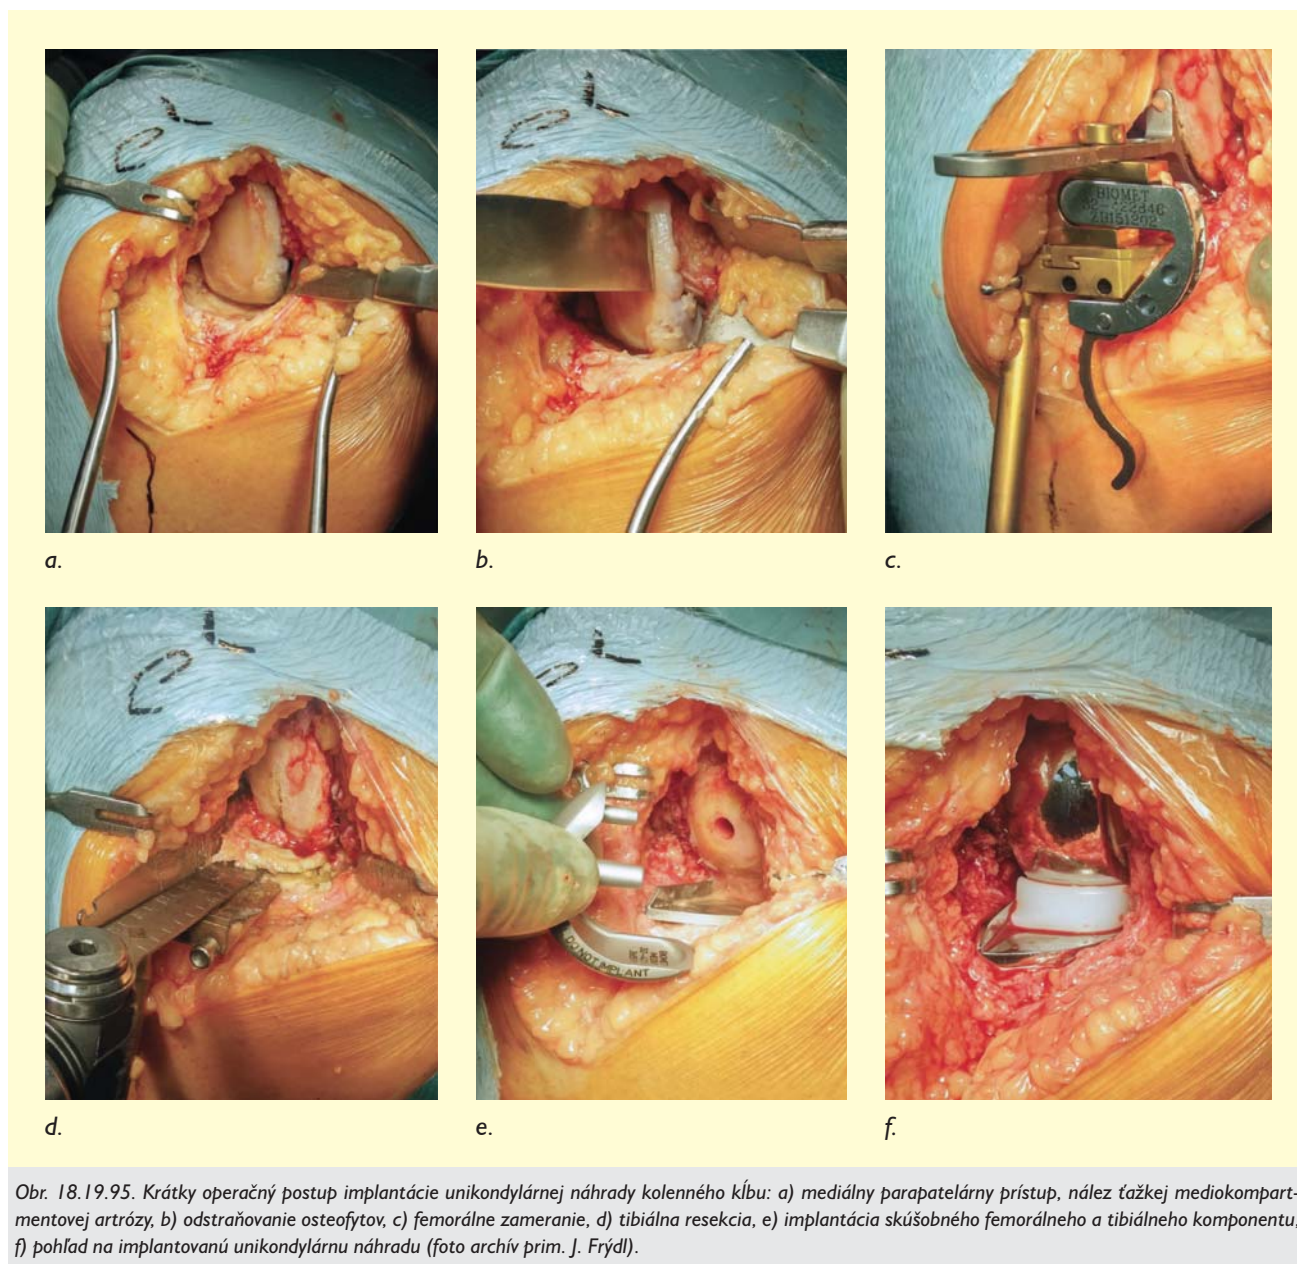 BIOMET
a.
b.
c.
DO NOT IMPLANT
d.
e.
f.
Obr. 18.19.95. Krátky operačný postup implantácie unikondylárnej náhrady kolenného kĺbu: a) mediálny parapatelárny prístup, nález ťažkej mediokompart-
mentovej artrózy, b) odstraňovanie osteofytov, c) femorálne zameranie, d) tibiálna resekcia, e) implantácia skúšobného femorálneho a tibiálneho komponentu,
f) pohľad na implantovanú unikondylárnu náhradu (foto archív prim. J. Frýdl).